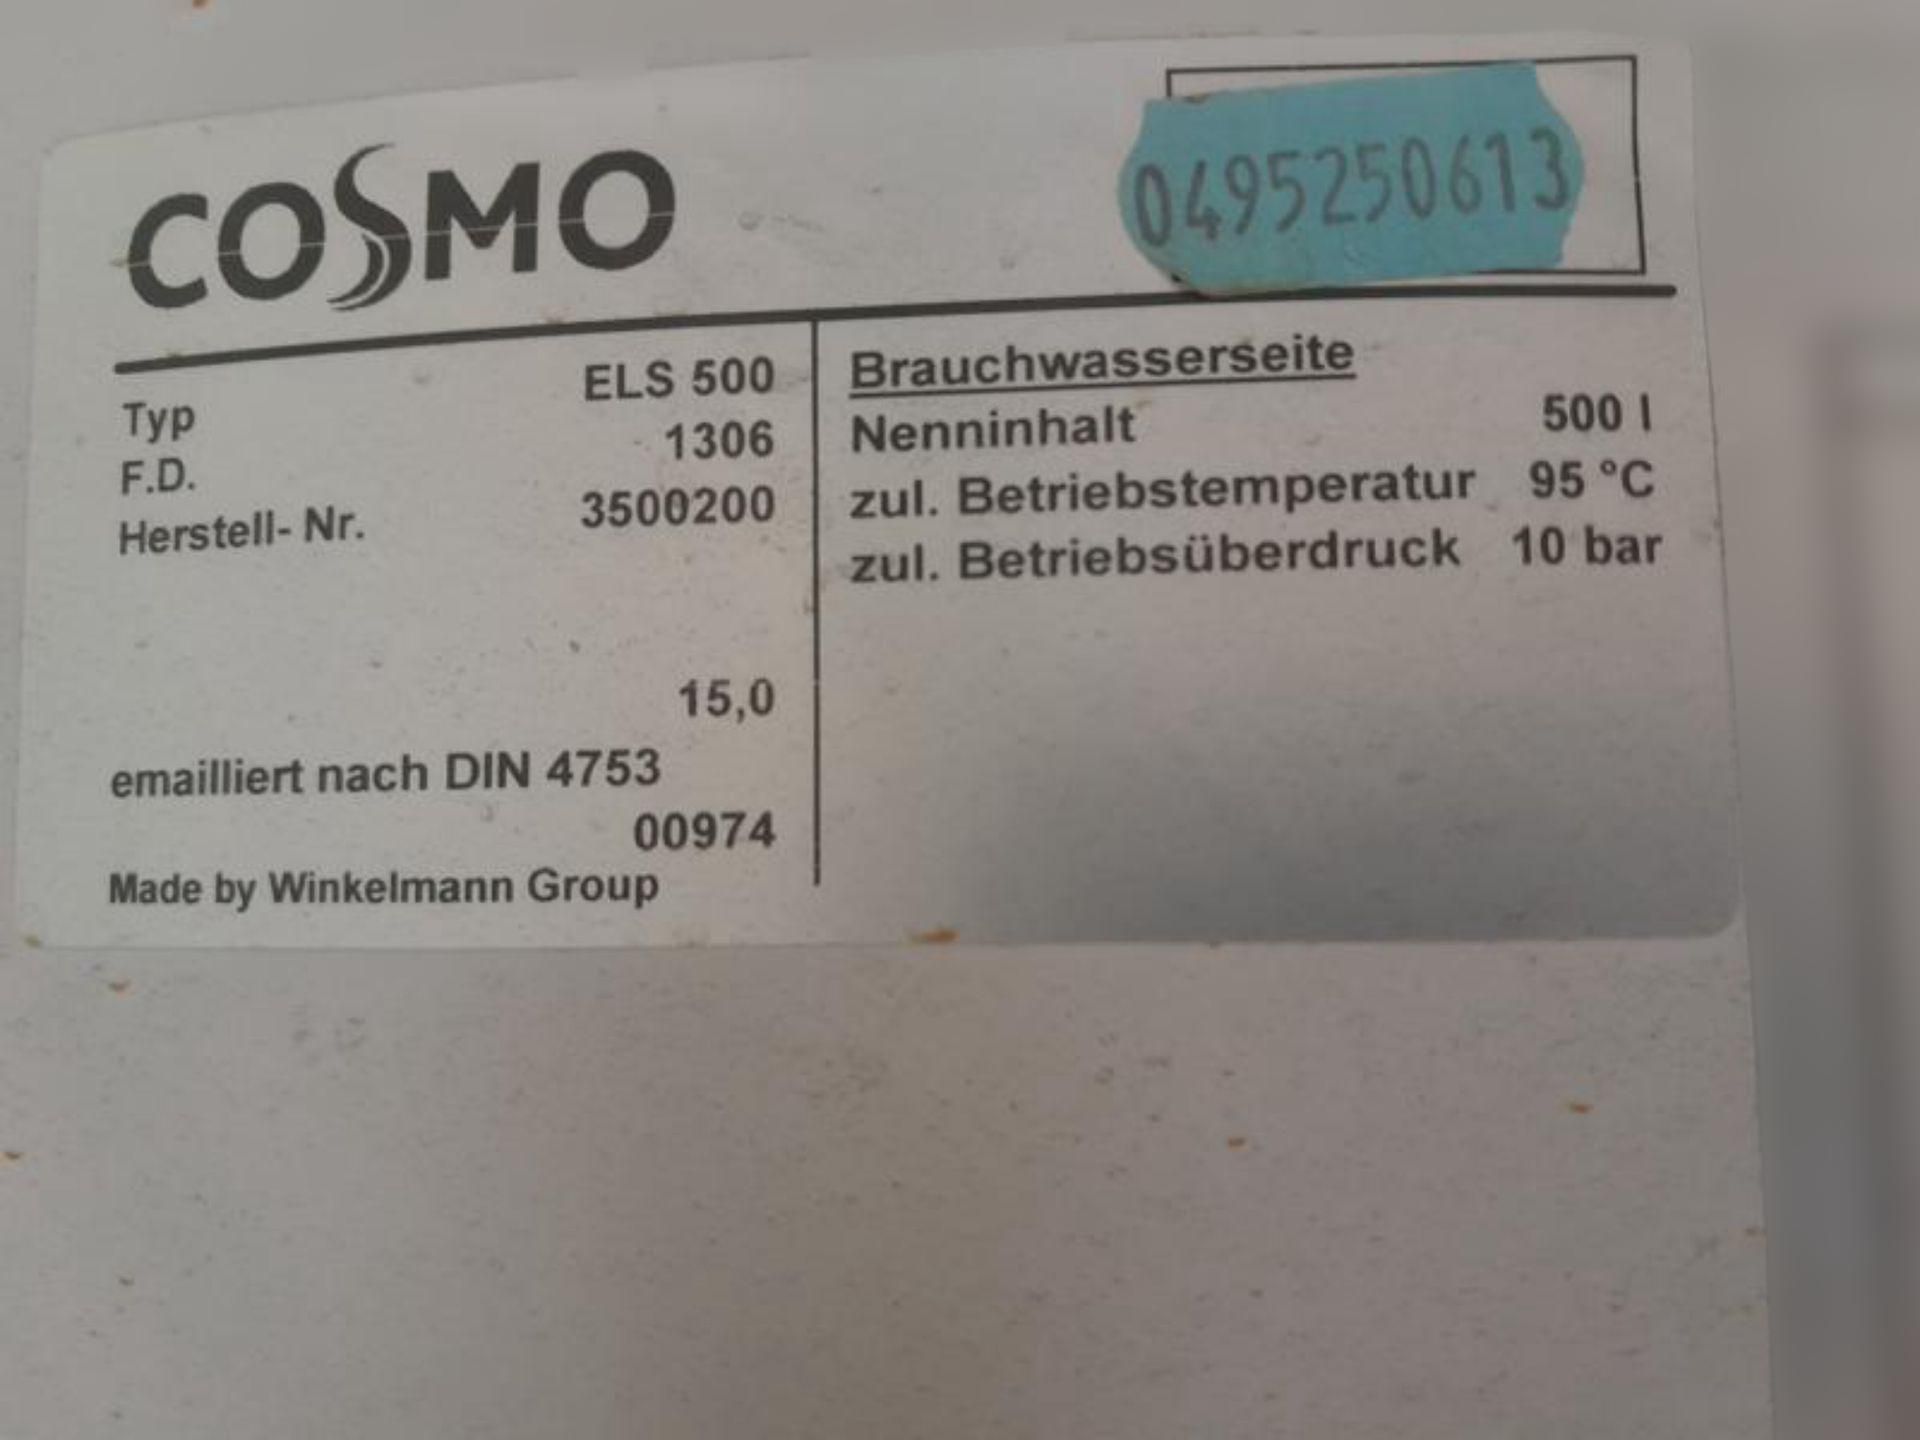 COSMO
0495250613
Typ ELS 500
F.D. 1306
Herstell- Nr. 3500200
15,0
emailliert nach DIN 4753
00974
Made by Winkelmann Group
Brauchwasserseite
Nenninhalt 500 l
zul. Betriebstemperatur 95 °C
zul. Betriebsüberdruck 10 bar